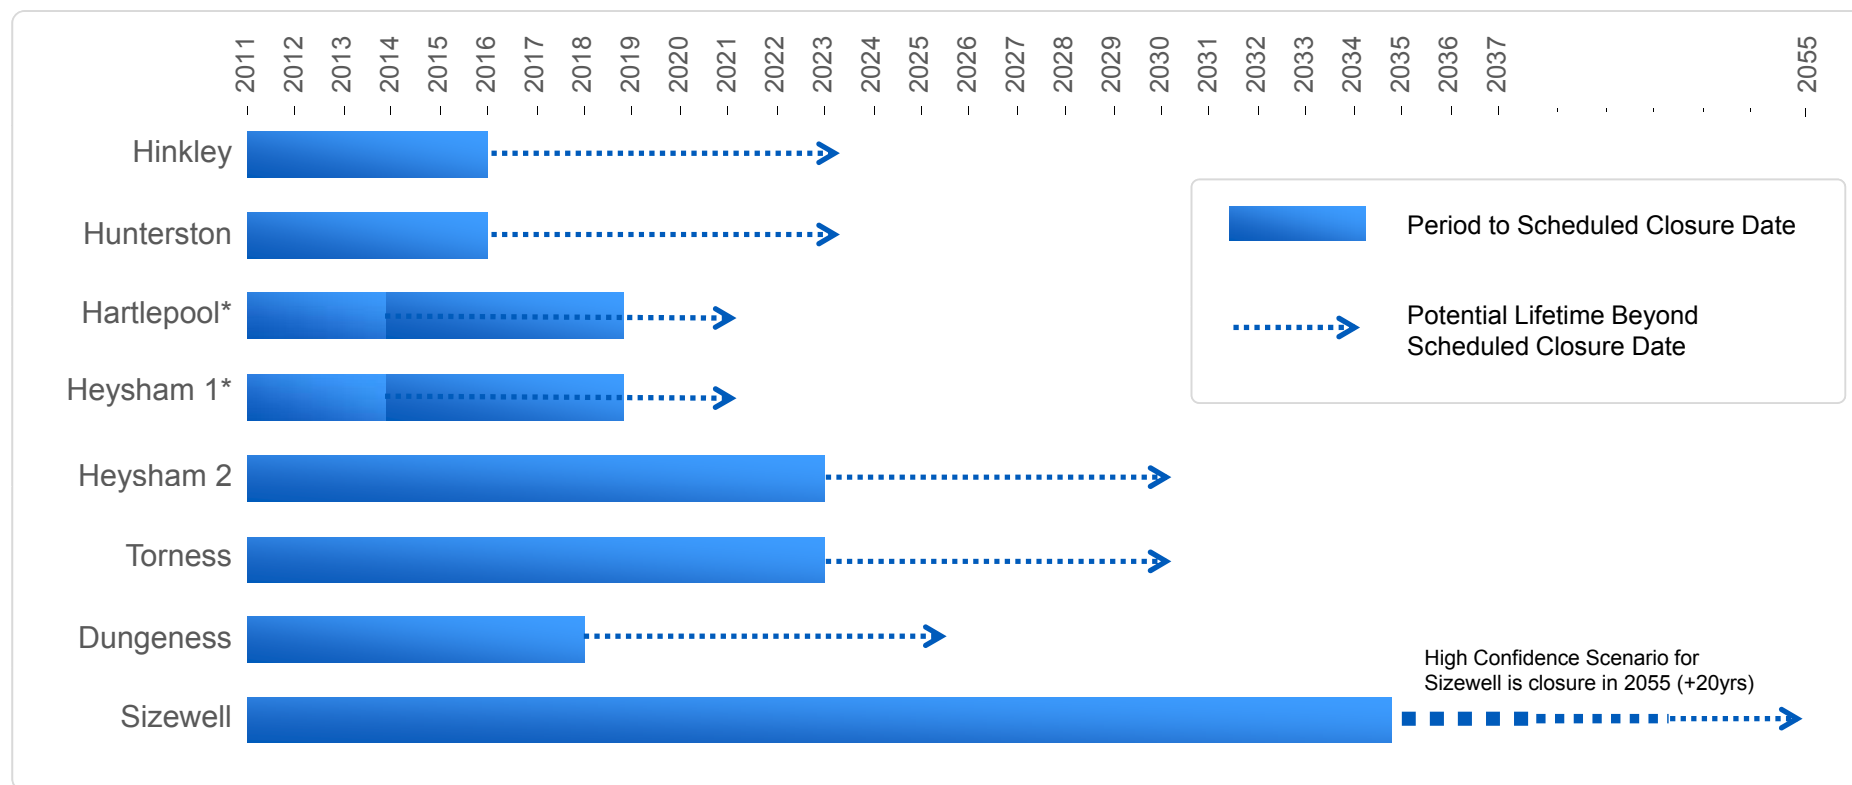 2011 2012 2013 2014 2015 2016 2017 2018 2019 2020 2021 2022 2023 2024 2025 2026 2027 2028 2029 2030 2031 2032 2033 2034 2035 2036 2037 2055
Hinkley
Hunterston
Hartlepool*
Heysham 1*
Heysham 2
Torness
Dungeness
Sizewell
Period to Scheduled Closure Date
Potential Lifetime Beyond
Scheduled Closure Date
High Confidence Scenario for
Sizewell is closure in 2055 (+20yrs)